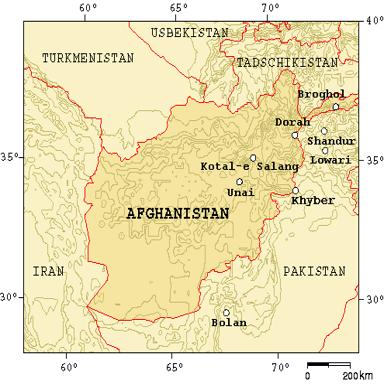 60° 65° 70° 40°
USBEKISTAN
TURKMENISTAN
TADSCHIKISTAN
Broghol
Dorah
Shandur
35° 35°
Kotal-e Salang Lowari
Unai
Khyber
AFGHANISTAN
IRAN PAKISTAN
30° 30°
Bolan
60° 65° 70°
0 200km